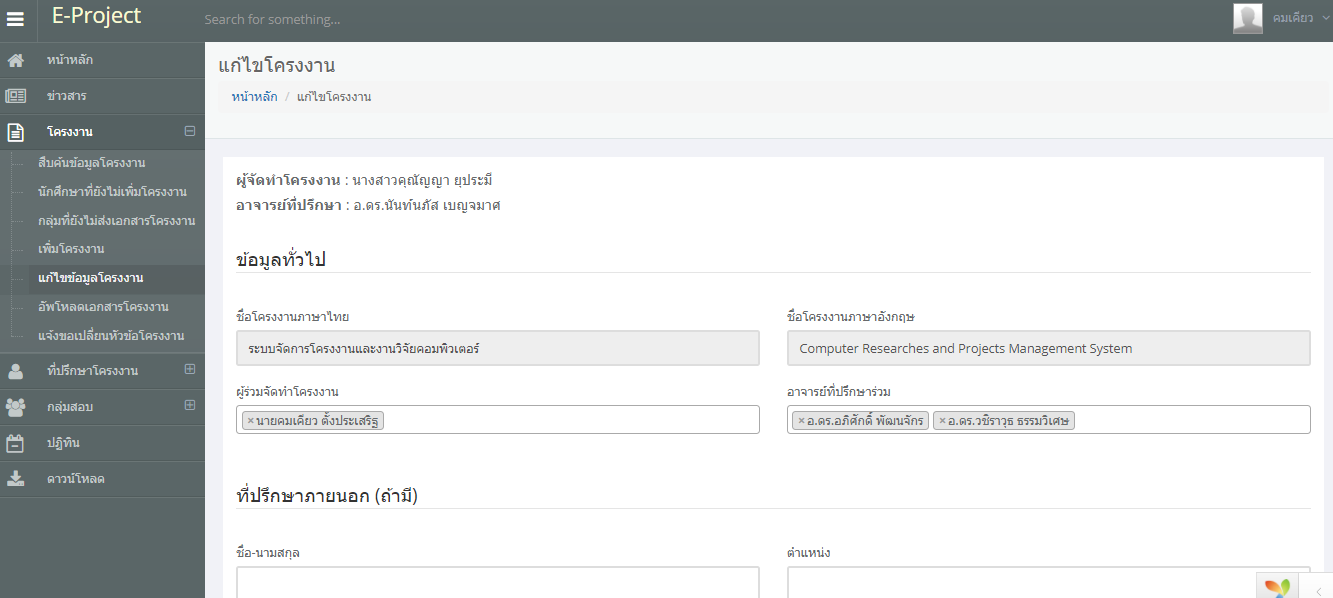 E-Project
Search for something...
คมเคียว
หน้าหลัก
ข่าวสาร
โครงงาน
สืบค้นข้อมูลโครงงาน
นักศึกษาที่ยังไม่เพิ่มโครงงาน
กลุ่มที่ยังไม่ส่งเอกสารโครงงาน
เพิ่มโครงงาน
แก้ไขข้อมูลโครงงาน
อัพโหลดเอกสารโครงงาน
แจ้งขอเปลี่ยนหัวข้อโครงงาน
ที่ปรึกษาโครงงาน
กลุ่มสอบ
ปฏิทิน
ดาวน์โหลด
แก้ไขโครงงาน
หน้าหลัก / แก้ไขโครงงาน
ผู้จัดทำโครงงาน : นางสาวคุณัญญา ยุประมี
อาจารย์ที่ปรึกษา : อ.ดร.นันท์นภัส เบญจมาศ
ข้อมูลทั่วไป
ชื่อโครงงานภาษาไทย
ชื่อโครงงานภาษาอังกฤษ
ระบบจัดการโครงงานและงานวิจัยคอมพิวเตอร์
Computer Researches and Projects Management System
ผู้ร่วมจัดทำโครงงาน
อาจารย์ที่ปรึกษาร่วม
×นายคมเคียว ตั้งประเสริฐ
×อ.ดร.อภิศักดิ์ พัฒนจักร ×อ.ดร.วชิราวุธ ธรรมวิเศษ
ที่ปรึกษาภายนอก (ถ้ามี)
ชื่อ-นามสกุล
ตำแหน่ง